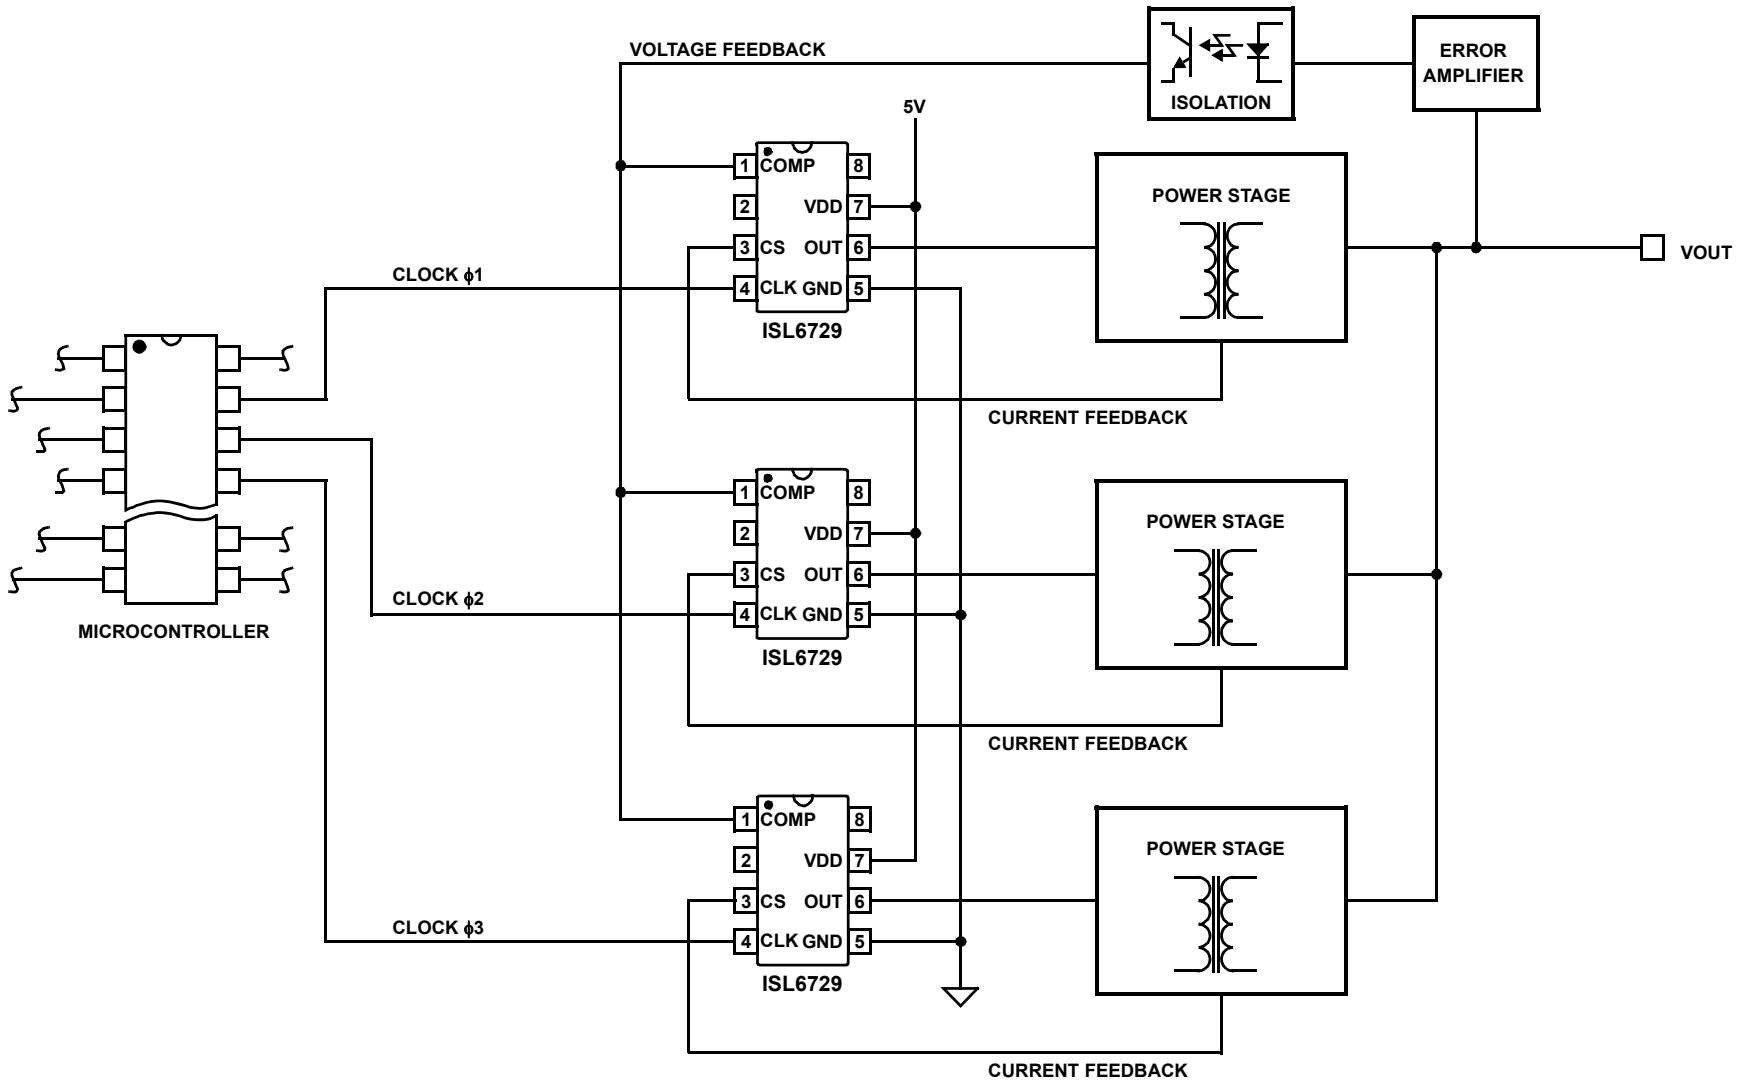 VOLTAGE FEEDBACK
ISOLATION
ERROR
AMPLIFIER
5V
1 COMP 8
2 VDD 7
3 CS OUT 6
4 CLK GND 5
ISL6729
POWER STAGE
VOUT
CLOCK ϕ1
CURRENT FEEDBACK
1 COMP 8
2 VDD 7
3 CS OUT 6
4 CLK GND 5
ISL6729
POWER STAGE
CLOCK ϕ2
MICROCONTROLLER
CURRENT FEEDBACK
1 COMP 8
2 VDD 7
3 CS OUT 6
4 CLK GND 5
ISL6729
POWER STAGE
CLOCK ϕ3
CURRENT FEEDBACK